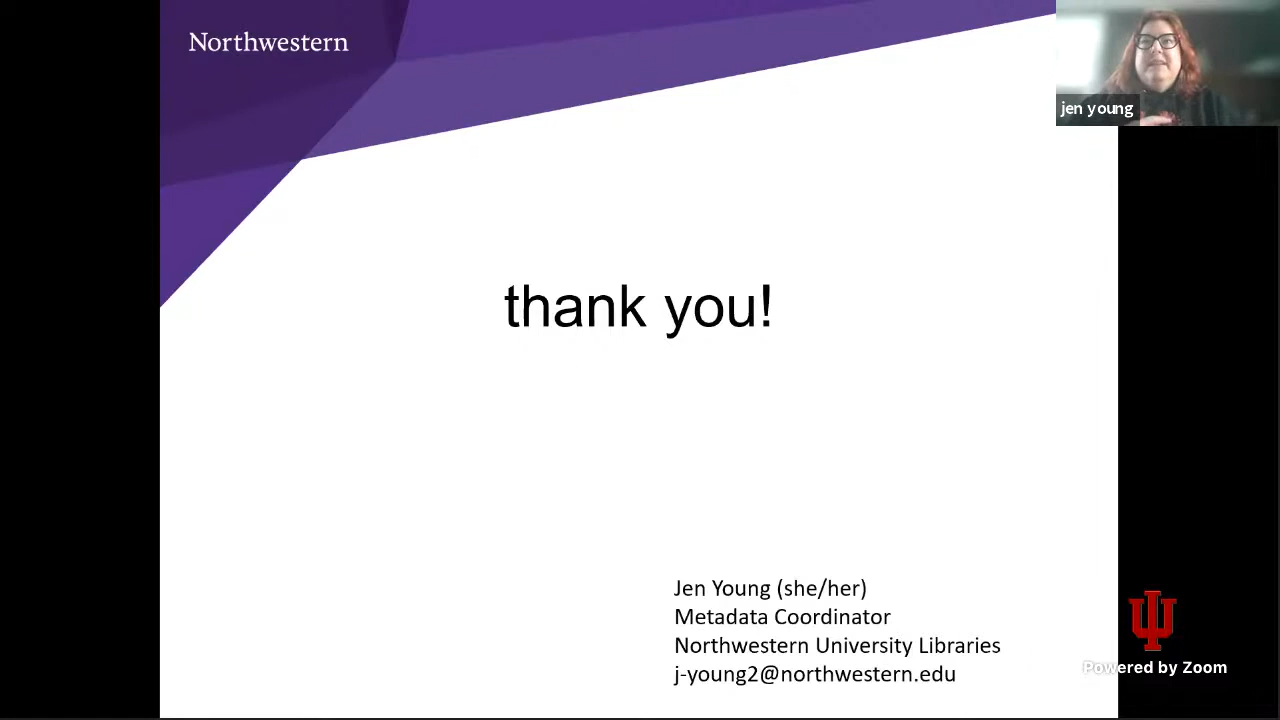 Northwestern
jen young
thank you!
Jen Young (she/her)
Metadata Coordinator
Northwestern University Libraries
j-young2@northwestern.edu
Powered by Zoom